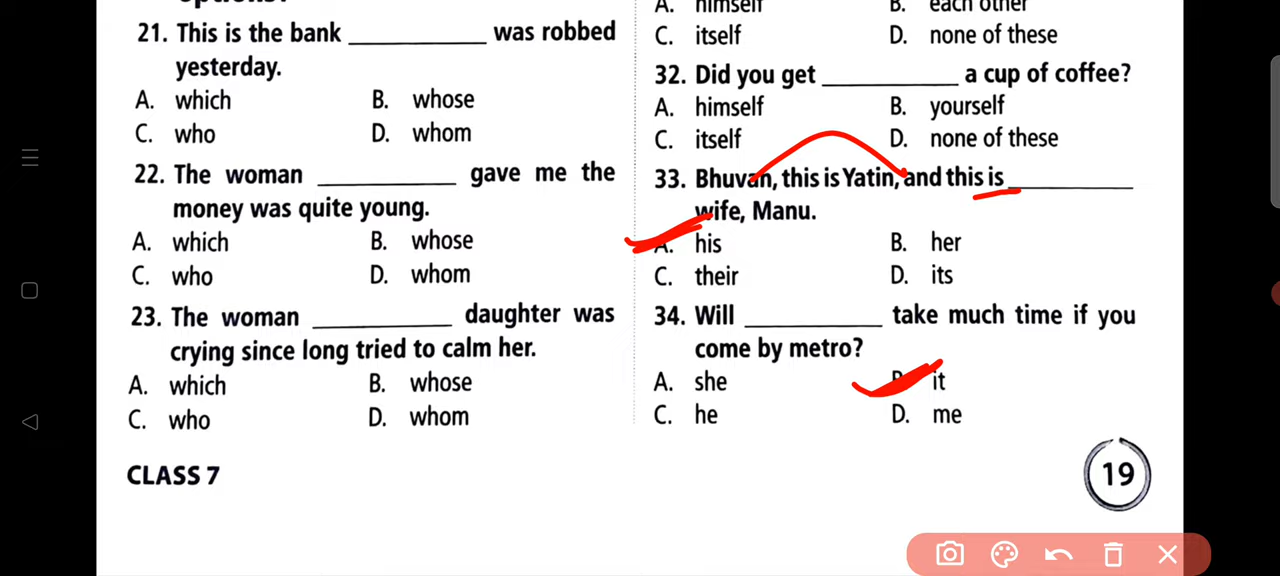 21. This is the bank __________ was robbed
yesterday.
A. which B. whose
C. who D. whom
22. The woman __________ gave me the
money was quite young.
A. which B. whose
C. who D. whom
23. The woman __________ daughter was
crying since long tried to calm her.
A. which B. whose
C. who D. whom
CLASS 7
A. himself B. each other
C. itself D. none of these
32. Did you get __________ a cup of coffee?
A. himself B. yourself
C. itself D. none of these
33. Bhuvan, this is Yatin, and this is __________
wife, Manu.
A. his B. her
C. their D. its
34. Will __________ take much time if you
come by metro?
A. she B. it
C. he D. me
19